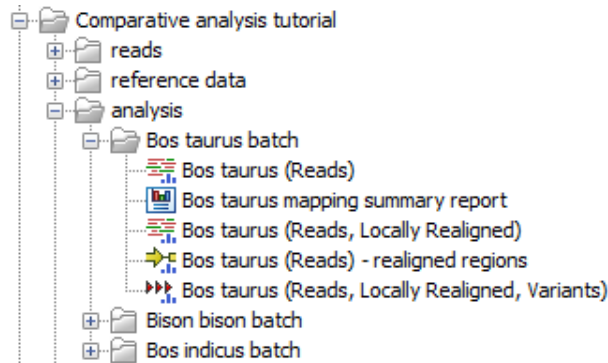 Comparative analysis tutorial
reads
reference data
analysis
Bos taurus batch
Bos taurus (Reads)
Bos taurus mapping summary report
Bos taurus (Reads, Locally Realigned)
Bos taurus (Reads) - realigned regions
Bos taurus (Reads, Locally Realigned, Variants)
Bison bison batch
Bos indicus batch